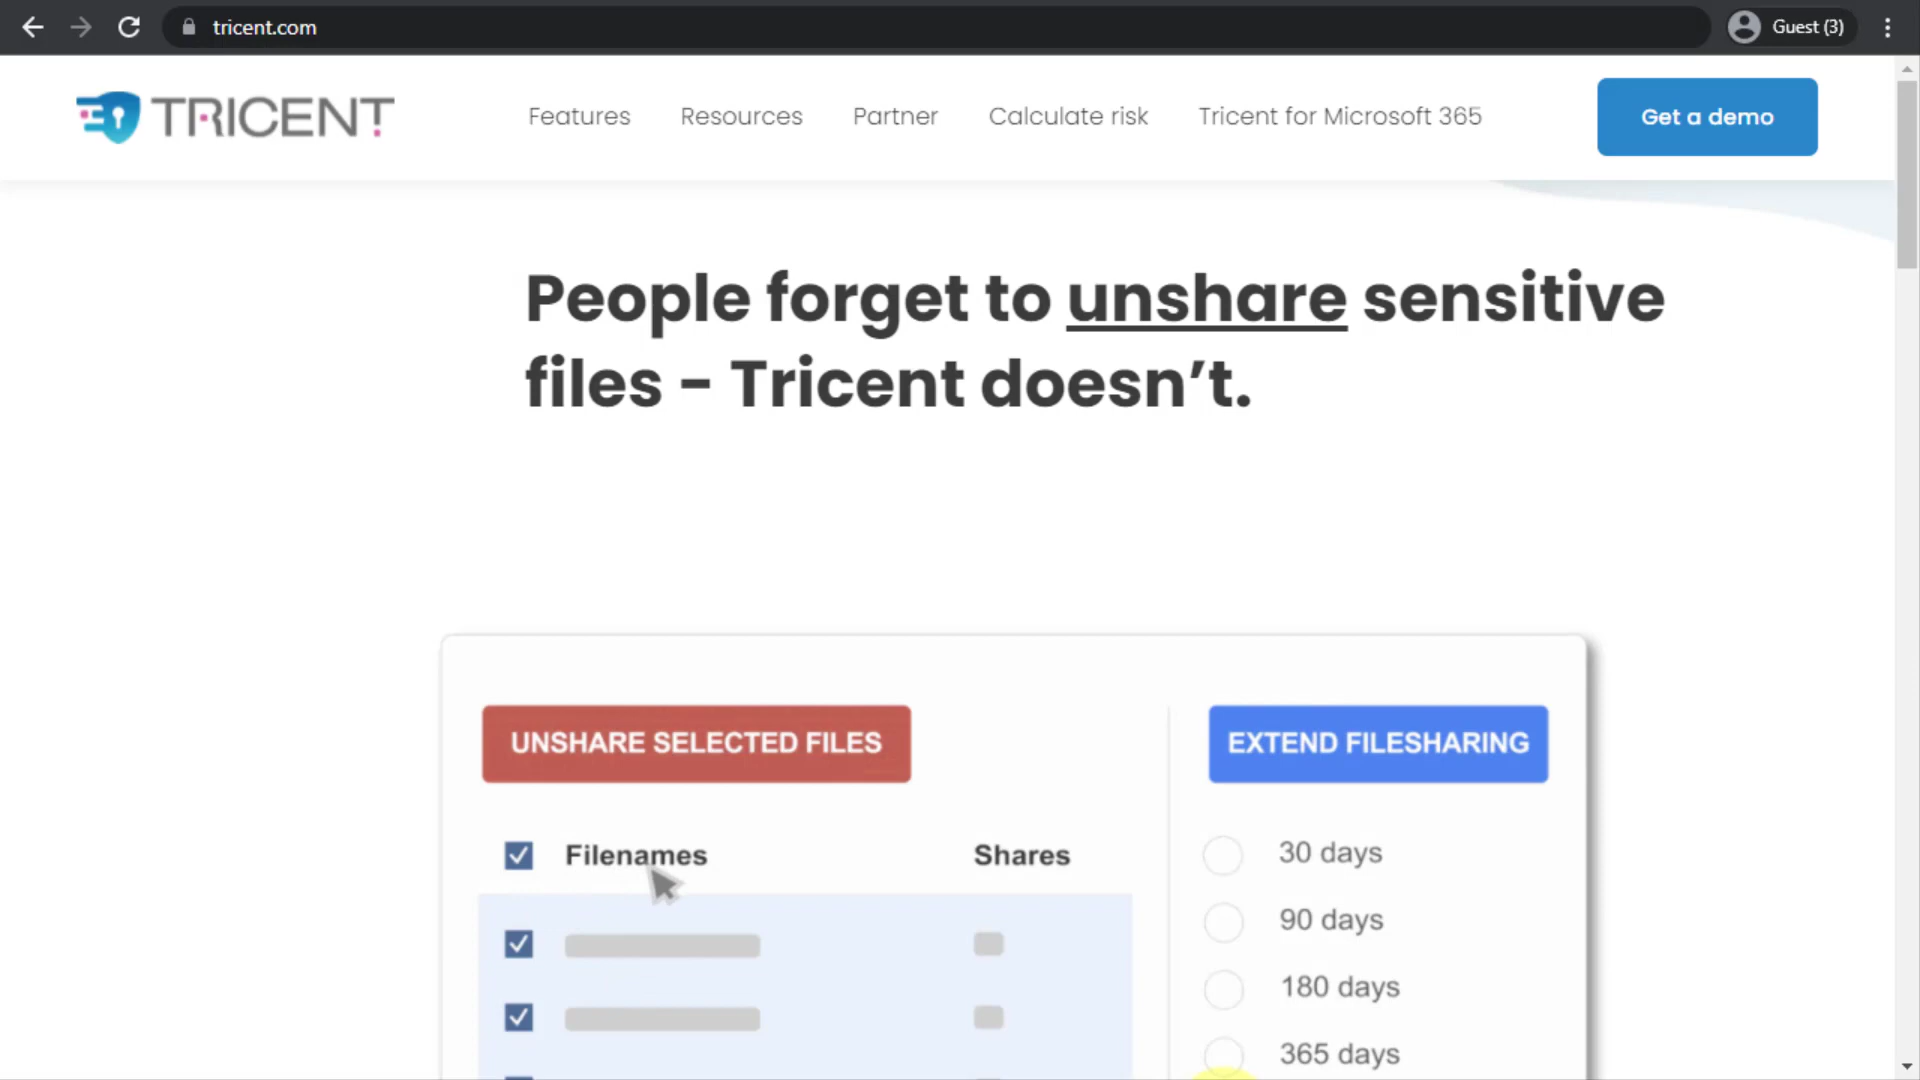 tricent.com
Guest (3)
TRICENT
Features
Resources
Partner
Calculate risk
Tricent for Microsoft 365
Get a demo
People forget to unshare sensitive
files - Tricent doesn’t.
UNSHARE SELECTED FILES
EXTEND FILESHARING
Filenames
Shares
30 days
90 days
180 days
365 days